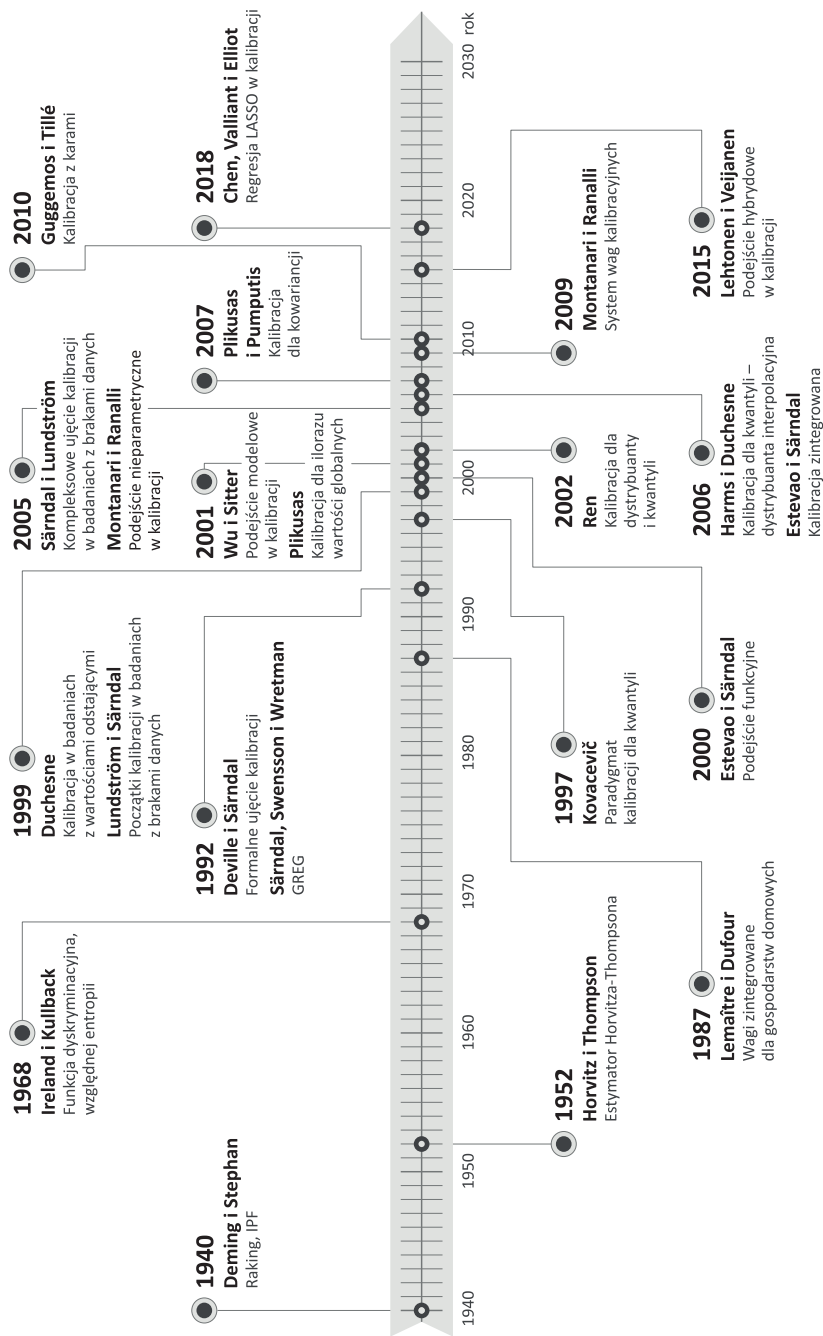 1940
Deming i Stephan
Raking, IPF
1968
Ireland i Kullback
Funkcja dyskryminacyjna,
względnej entropii
1999
Duchesne
Kalibracja w badaniach
z wartościami odstającymi
Lundström i Särndal
Początki kalibracji w badaniach
z brakami danych
1992
Deville i Särndal
Formalne ujęcie kalibracji
Särndal, Swensson i Wretman
GREG
2005
Särndal i Lundström
Kompleksowe ujęcie kalibracji
w badaniach z brakami danych
Montanari i Ranalli
Podejście nieparametryczne
w kalibracji
2001
Wu i Sitter
Podejście modelowe
w kalibracji
Plikusas
Kalibracja dla ilorazu
wartości globalnych
2007
Plikusas
i Pumputis
Kalibracja
dla kowariancji
2010
Guggemos i Tillé
Kalibracja z karami
2018
Chen, Valliant i Elliot
Regresja LASSO w kalibracji
1940
1950
1960
1970
1980
1990
2000
2010
2020
2030 rok
1952
Horvitz i Thompson
Estymator Horvitza-Thompsona
1987
Lemaître i Dufour
Wagi zintegrowane
dla gospodarstw domowych
1997
Kovacevič
Paradygmat
kalibracji dla kwantyli
2000
Estevao i Särndal
Podejście funkcyjne
2002
Ren
Kalibracja dla
dystrybuanty
i kwantyli
2006
Harms i Duchesne
Kalibracja dla kwantyli –
dystrybuanta interpolacyjna
Estevao i Särndal
Kalibracja zintegrowana
2009
Montanari i Ranalli
System wag kalibracyjnych
2015
Lehtonen i Veijanen
Podejście hybrydowe
w kalibracji